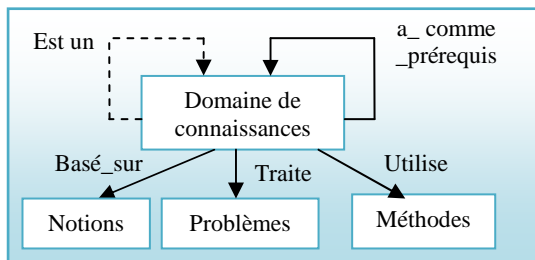 Est un
a_ comme
_prérequis
Domaine de
connaissances
Basé_sur
Traite
Utilise
Notions
Problèmes
Méthodes